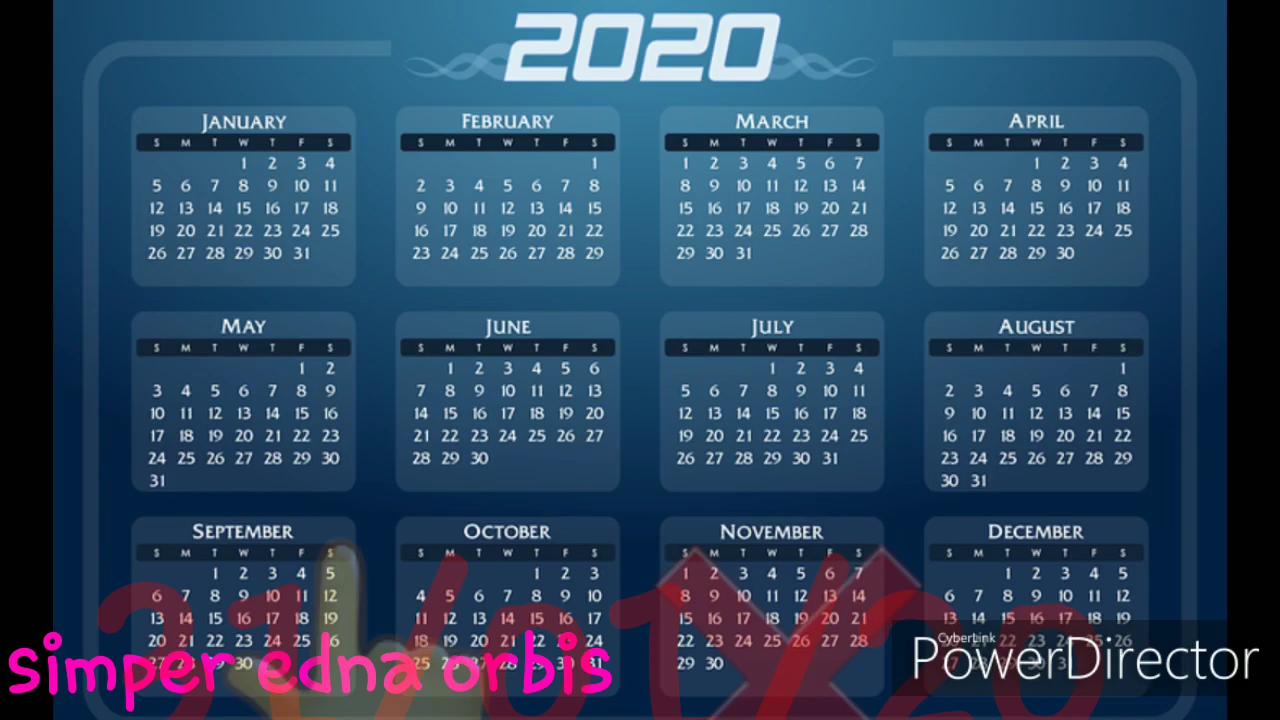 2020
JANUARY FEBRUARY MARCH APRIL
S M T W T F S S M T W T F S S M T W T F S S M T W T F S
1 2 3 4 1 1 2 3 4 5 6 7 1 2 3 4
5 6 7 8 9 10 11 2 3 4 5 6 7 8 8 9 10 11 12 13 14 5 6 7 8 9 10 11
12 13 14 15 16 17 18 9 10 11 12 13 14 15 15 16 17 18 19 20 21 12 13 14 15 16 17 18
19 20 21 22 23 24 25 16 17 18 19 20 21 22 22 23 24 25 26 27 28 19 20 21 22 23 24 25
26 27 28 29 30 31 23 24 25 26 27 28 29 29 30 31 26 27 28 29 30
MAY JUNE JULY AUGUST
S M T W T F S S M T W T F S S M T W T F S S M T W T F S
1 2 1 2 3 4 5 6 1 2 3 4 1
3 4 5 6 7 8 9 7 8 9 10 11 12 13 5 6 7 8 9 10 11 2 3 4 5 6 7 8
10 11 12 13 14 15 16 14 15 16 17 18 19 20 12 13 14 15 16 17 18 9 10 11 12 13 14 15
17 18 19 20 21 22 23 21 22 23 24 25 26 27 19 20 21 22 23 24 25 16 17 18 19 20 21 22
24 25 26 27 28 29 30 28 29 30 26 27 28 29 30 31 23 24 25 26 27 28 29
31 30 31
SEPTEMBER OCTOBER NOVEMBER DECEMBER
S M T W T F S S M T W T F S S M T W T F S S M T W T F S
1 2 3 4 5 1 2 3 1 2 3 4 5 6 7 1 2 3 4 5
6 7 8 9 10 11 12 4 5 6 7 8 9 10 8 9 10 11 12 13 14 6 7 8 9 10 11 12
13 14 15 16 17 18 19 11 12 13 14 15 16 17 15 16 17 18 19 20 21 13 14 15 16 17 18 19
20 21 22 23 24 25 18 19 20 21 22 23 24 22 23 24 25 26 27 28 22 23 24 25 26
27 28 29 30 25 26 27 28 29 30 31 29 30 27 28 29 30
simper edna orbis
CyberLink
PowerDirector